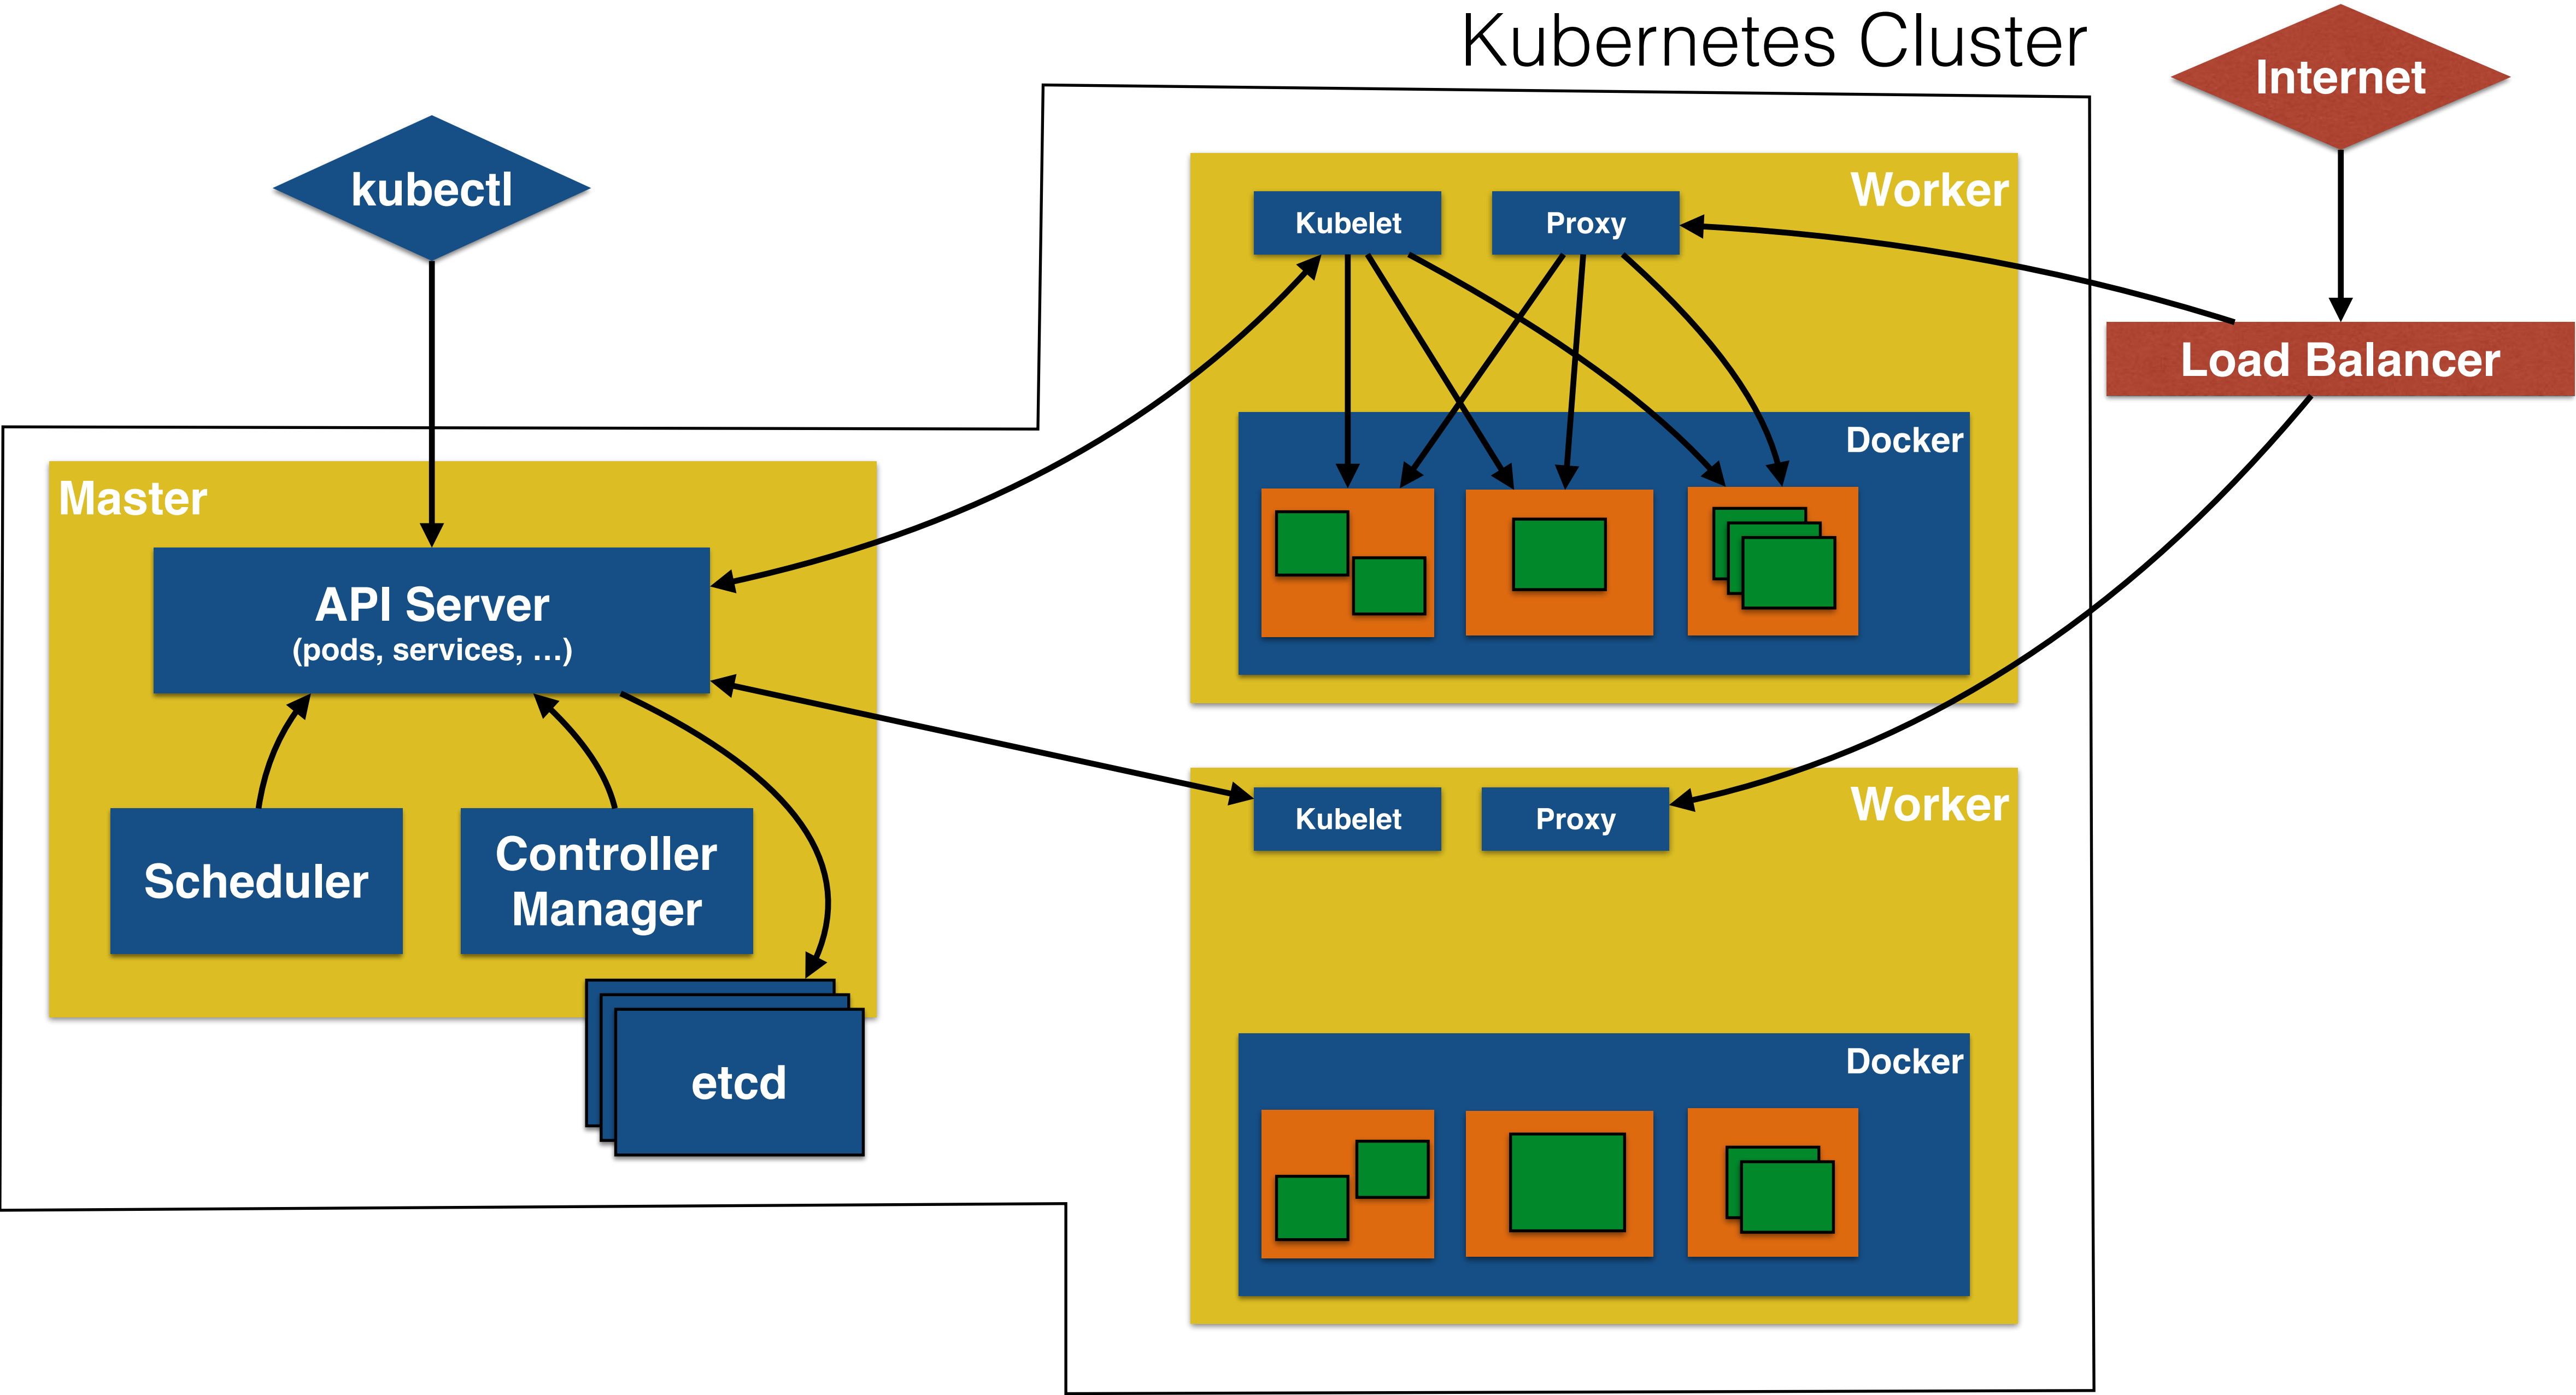 Kubernetes Cluster
Internet
kubectl
Worker
Kubelet
Proxy
Load Balancer
Docker
Master
API Server
(pods, services, …)
Worker
Kubelet
Proxy
Scheduler
Controller
Manager
Docker
etcd